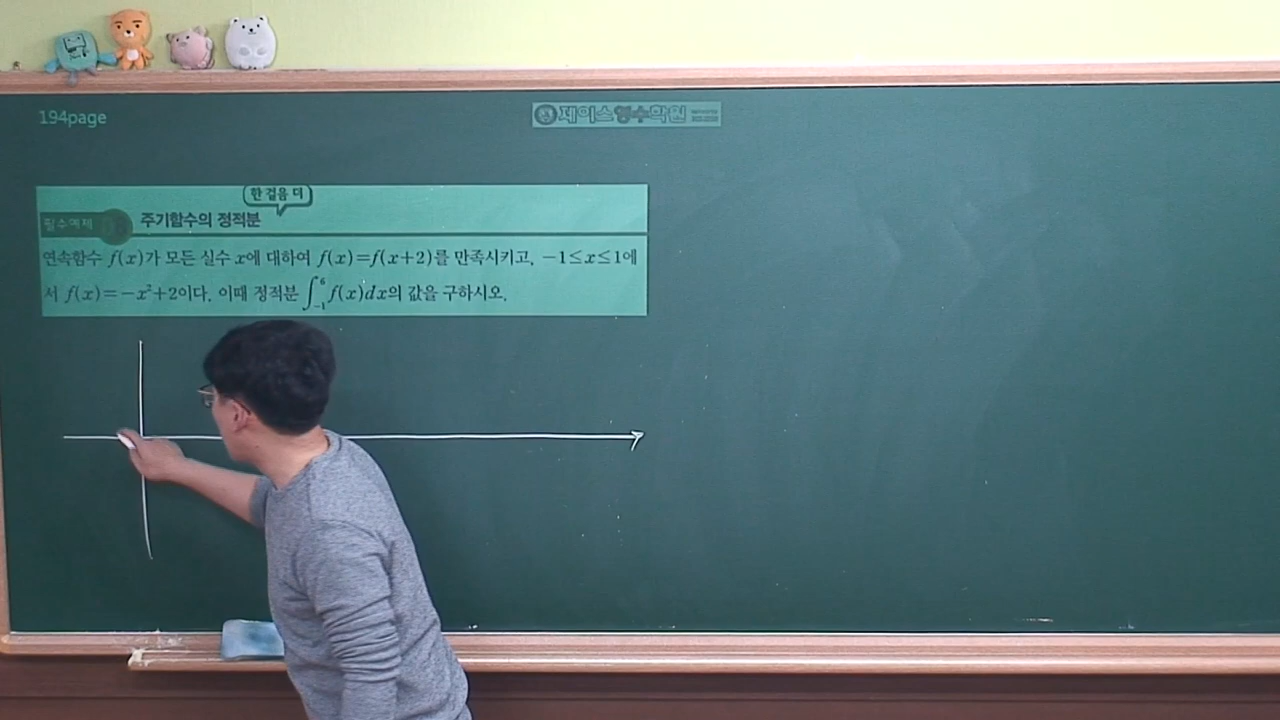 194page
제이스영수학원
한 걸음 더
필수예제
주기함수의 정적분
연속함수 f(x)가 모든 실수 x에 대하여 f(x)=f(x+2)를 만족시키고, −1≤x≤1에
서 f(x)=−x²+2이다. 이때 정적분 ∫₋₁⁶ f(x)dx의 값을 구하시오.